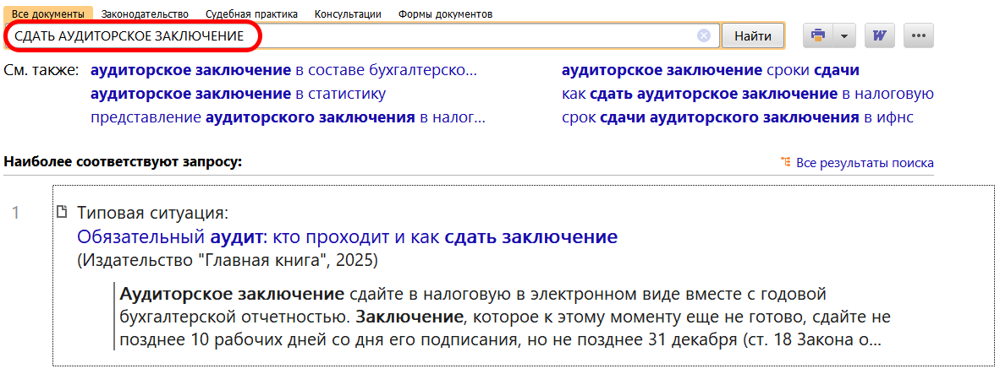 Все документы Законодательство Судебная практика Консультации Формы документов
СДАТЬ АУДИТОРСКОЕ ЗАКЛЮЧЕНИЕ Найти W
См. также: аудиторское заключение в составе бухгалтерско... аудиторское заключение сроки сдачи
аудиторское заключение в статистику как сдать аудиторское заключение в налоговую
представление аудиторского заключения в налог... срок сдачи аудиторского заключения в ифнс
Наиболее соответствуют запросу: Все результаты поиска
1 Типовая ситуация:
Обязательный аудит: кто проходит и как сдать заключение
(Издательство "Главная книга", 2025)
Аудиторское заключение сдайте в налоговую в электронном виде вместе с годовой
бухгалтерской отчетностью. Заключение, которое к этому моменту еще не готово, сдайте не
позднее 10 рабочих дней со дня его подписания, но не позднее 31 декабря (ст. 18 Закона о...